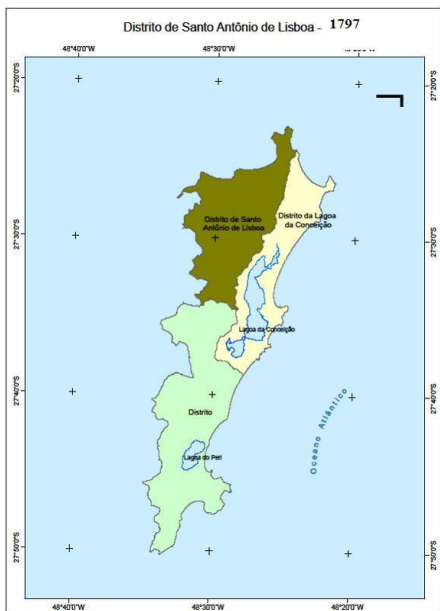 Distrito de Santo Antônio de Lisboa - 1797
48°40'0"W
48°30'0"W
48°20'0"W
27°20'0"S
27°20'0"S
Distrito de Santo
Antônio de Lisboa
Distrito da Lagoa
da Conceição
27°30'0"S
27°30'0"S
Lagoa da Conceição
27°40'0"S
27°40'0"S
Distrito
Oceano Atlântico
Lagoa do Peri
27°50'0"S
27°50'0"S
48°40'0"W
48°30'0"W
48°20'0"W